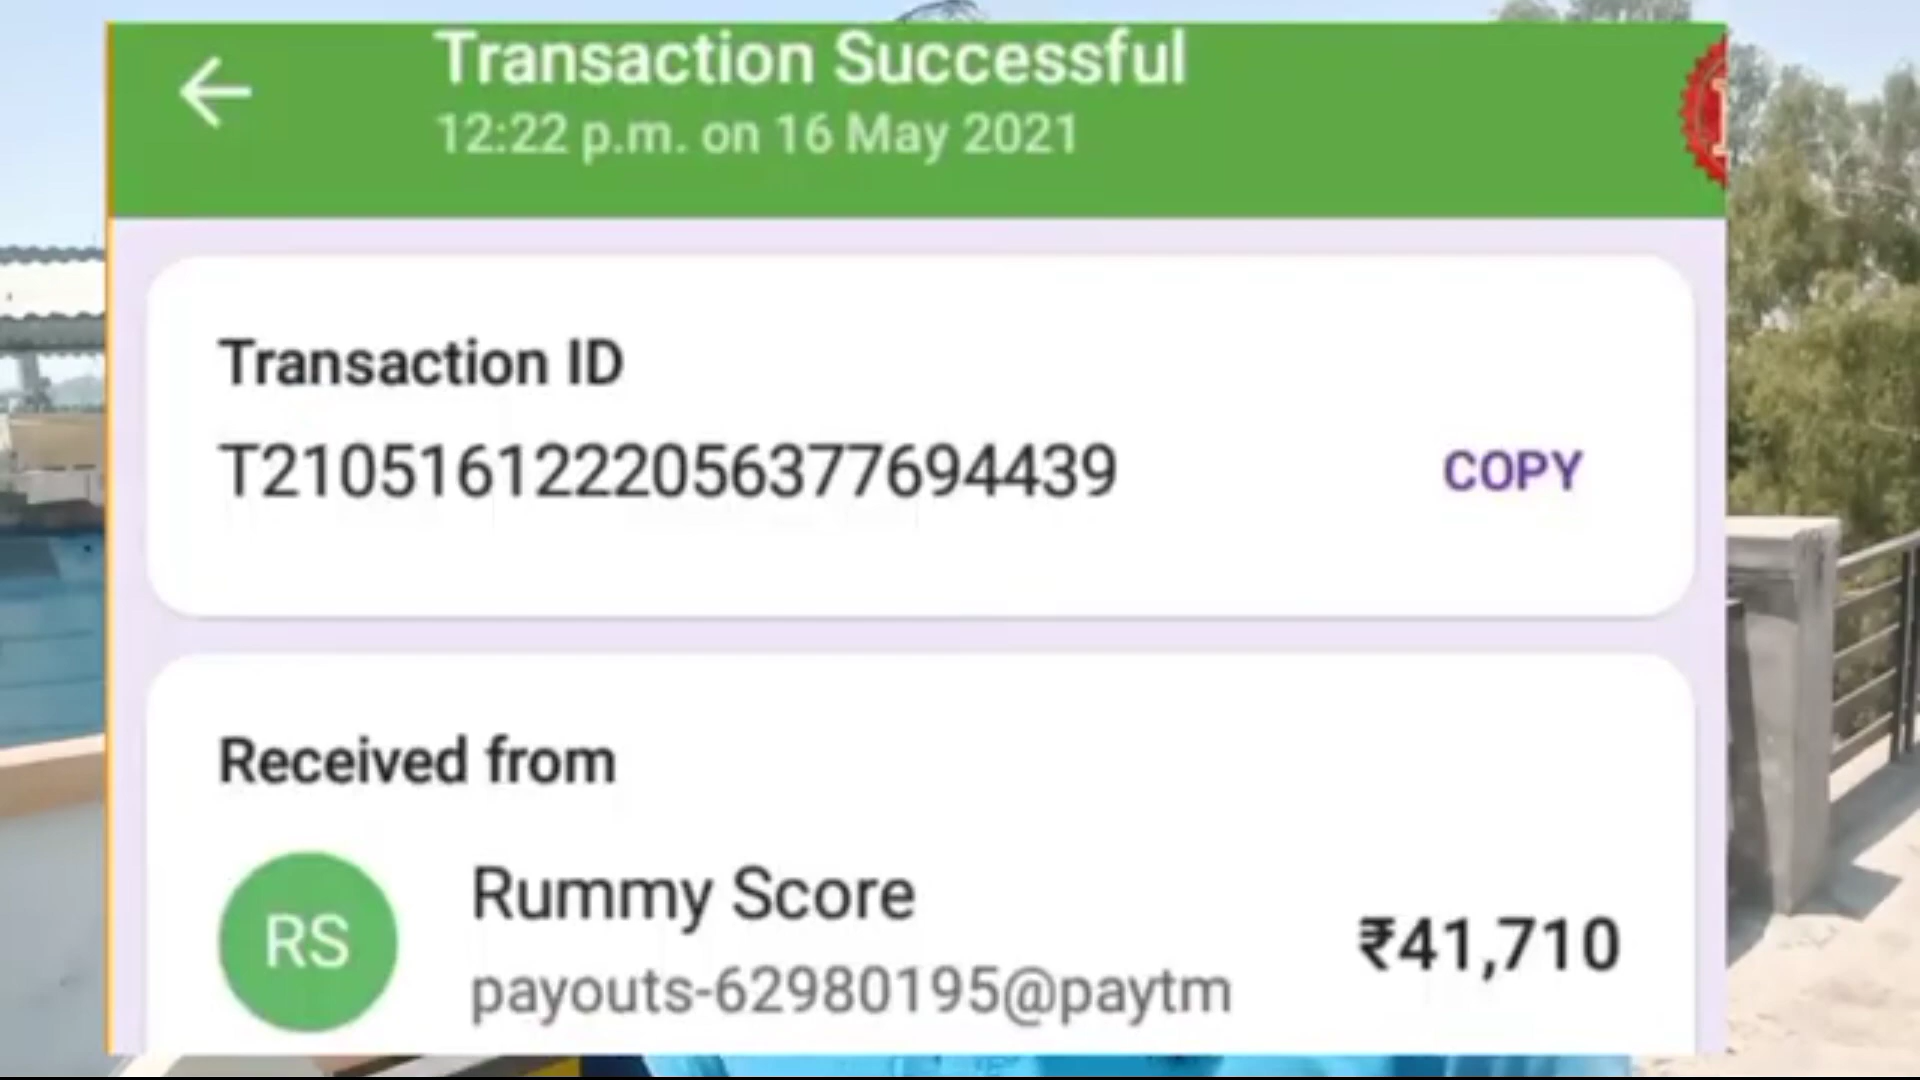 Transaction Successful
12:22 p.m. on 16 May 2021
Transaction ID
T2105161222056377694439
COPY
Received from
RS
Rummy Score
₹41,710
payouts-62980195@paytm